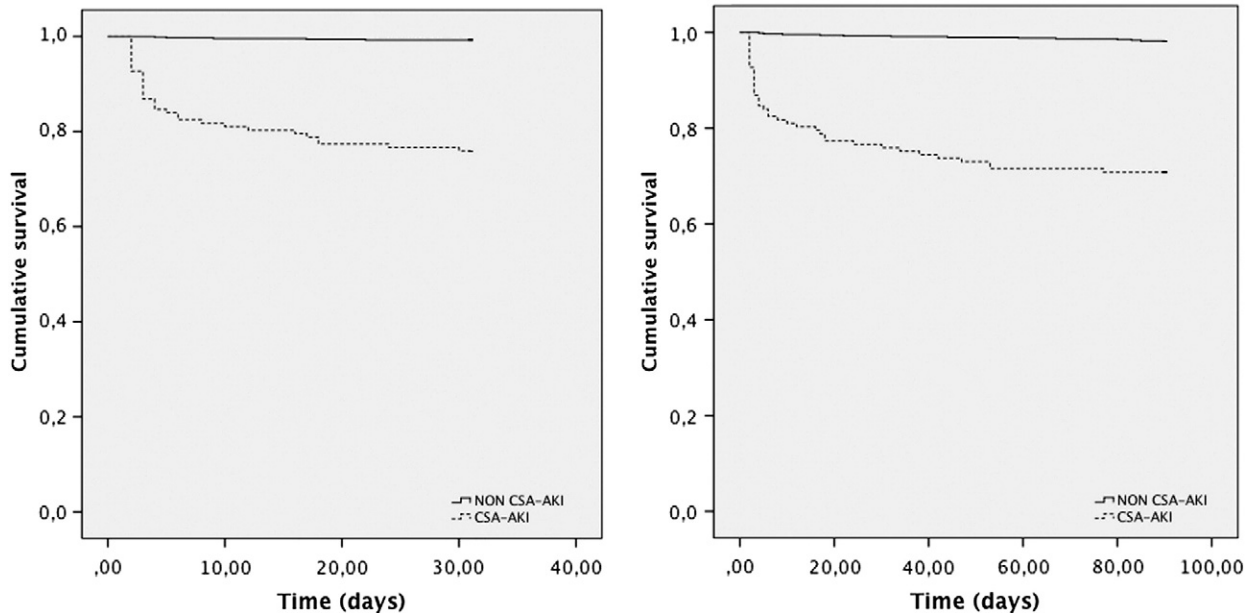 Cumulative survival
1,0
0,8
0,6
0,4
0,2
0,0
NON CSA-AKI
CSA-AKI
,00
10,00
20,00
30,00
40,00
Time (days)
Cumulative survival
1,0
0,8
0,6
0,4
0,2
0,0
NON CSA-AKI
CSA-AKI
,00
20,00
40,00
60,00
80,00
100,00
Time (days)